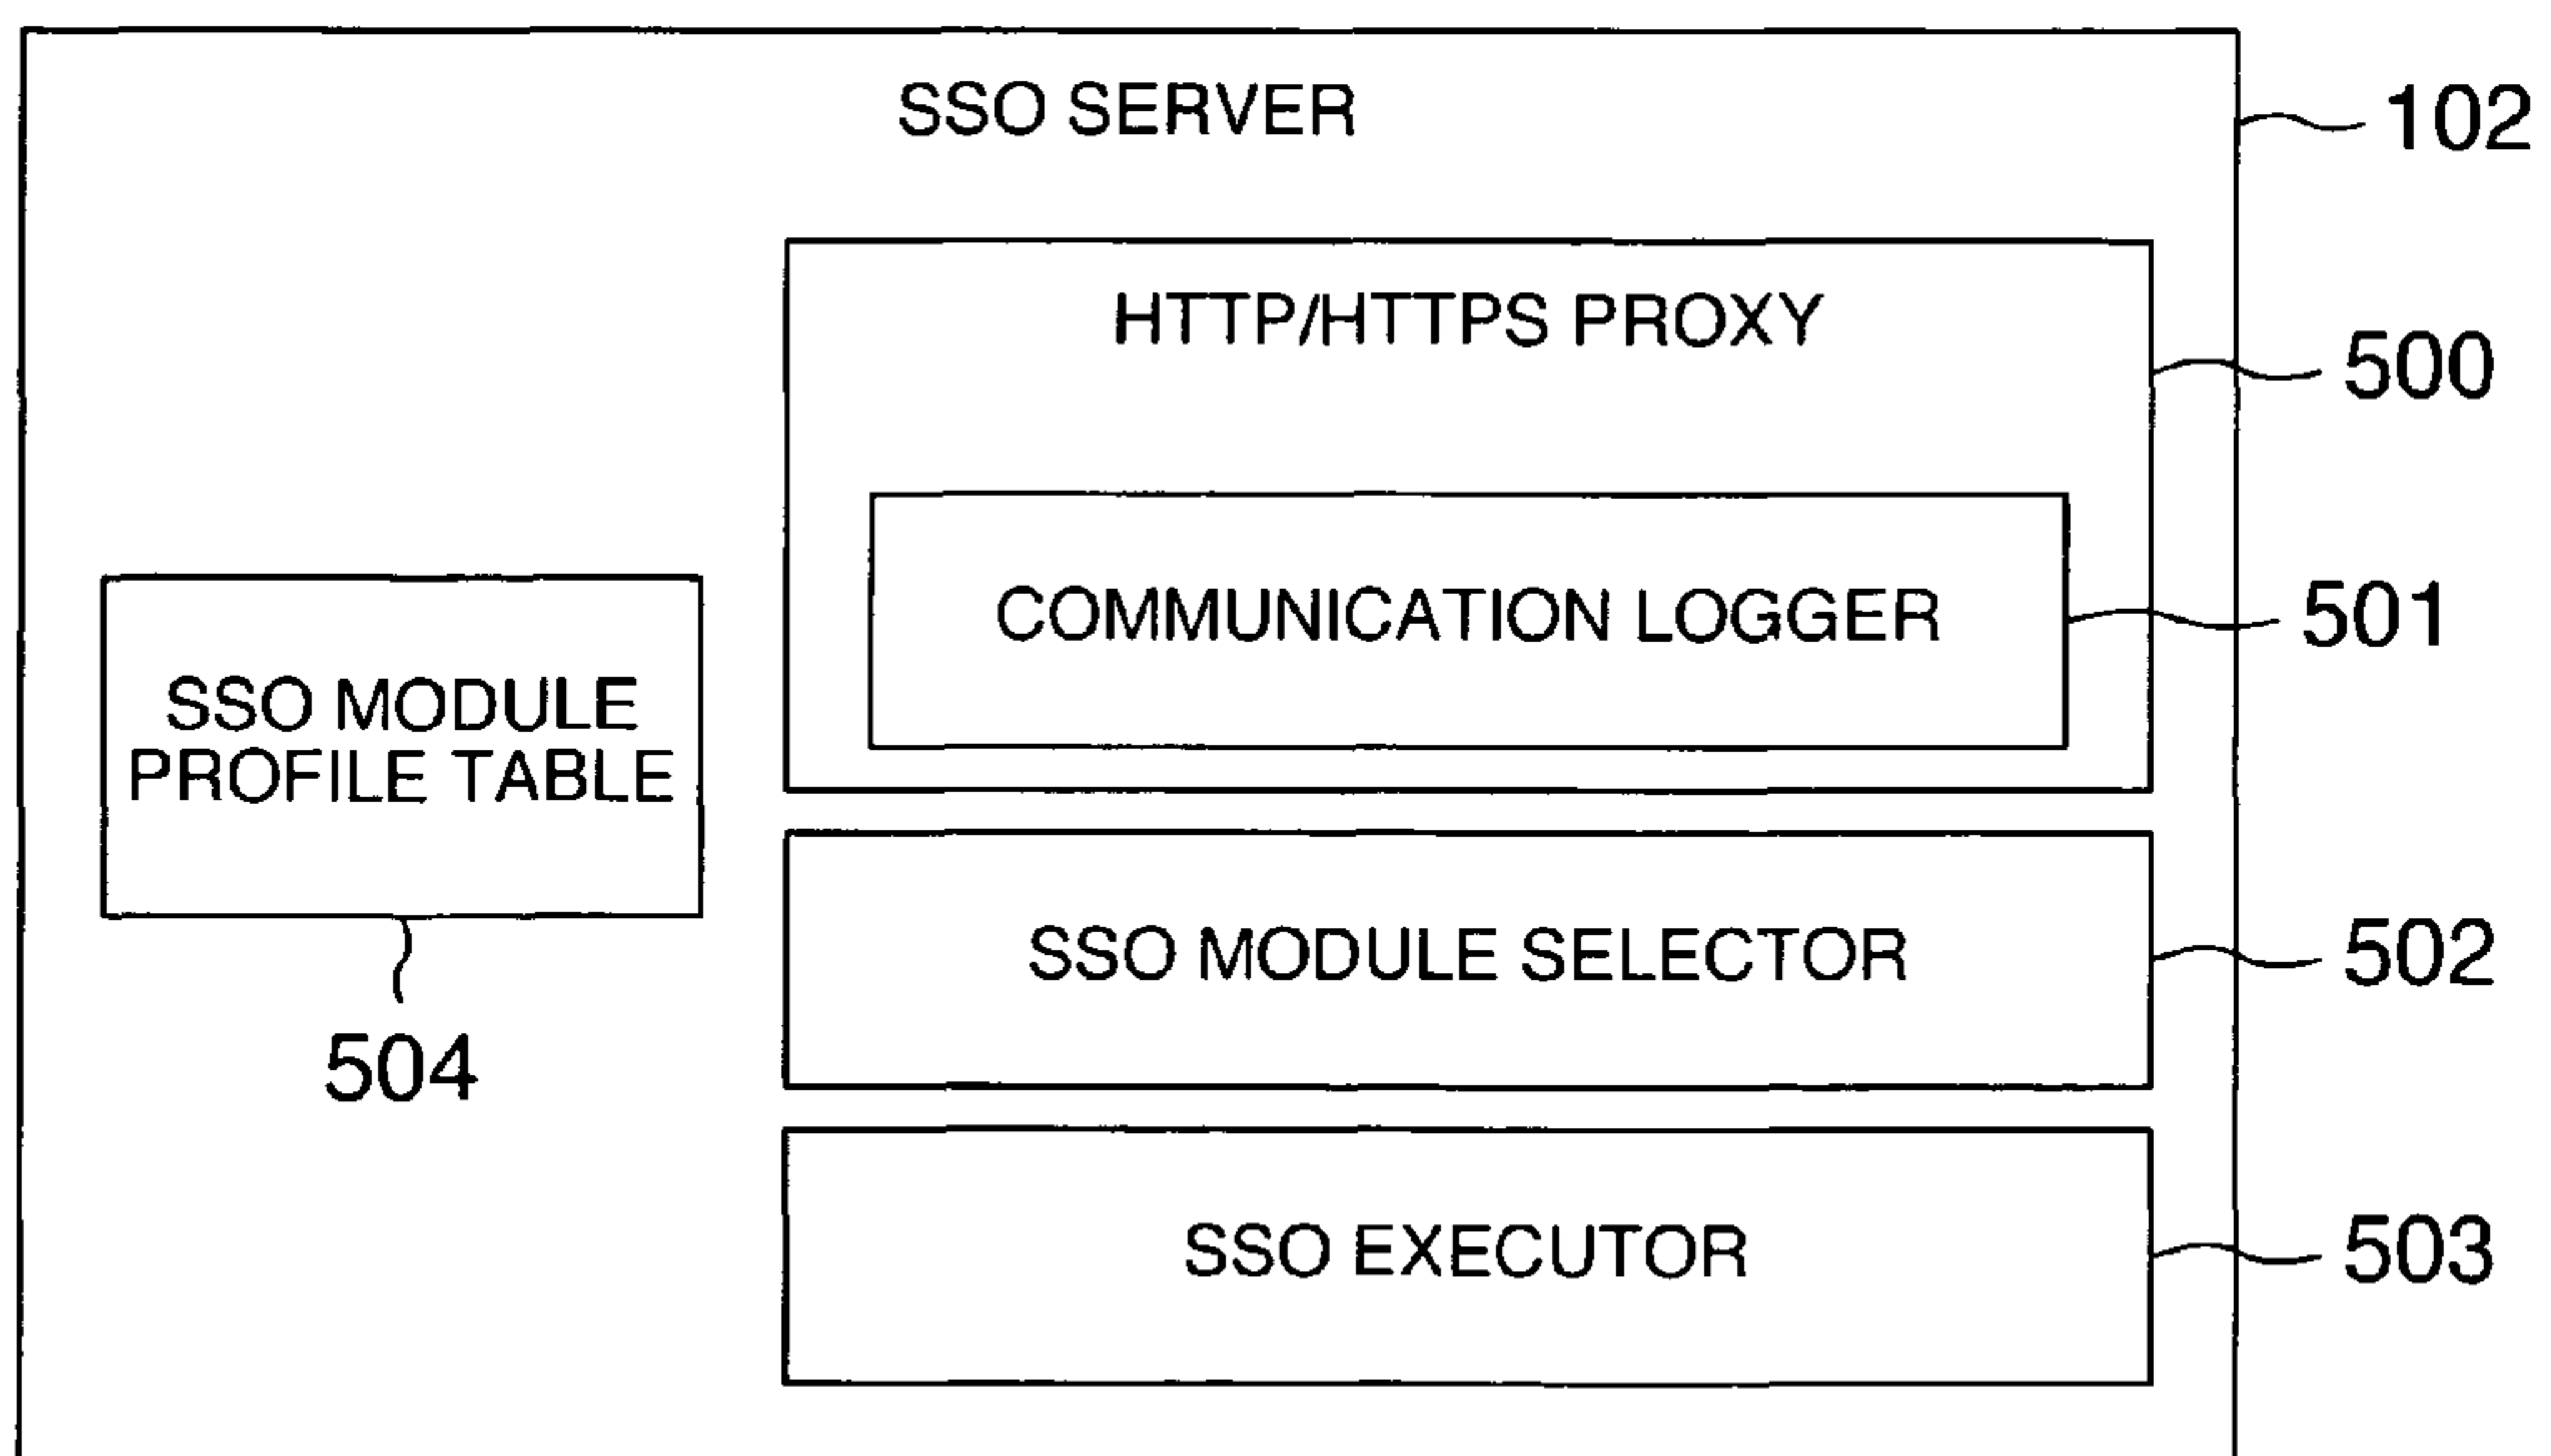 SSO SERVER
102
HTTP/HTTPS PROXY
500
COMMUNICATION LOGGER
501
SSO MODULE
PROFILE TABLE
504
SSO MODULE SELECTOR
502
SSO EXECUTOR
503